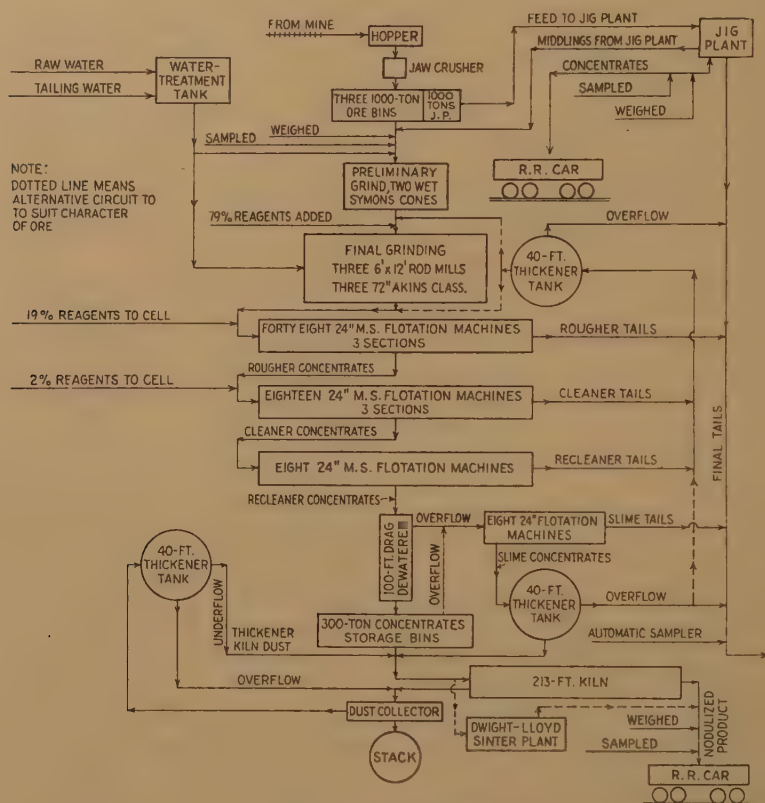 FROM MINE
HOPPER
FEED TO JIG PLANT
JIG
PLANT
MIDDLINGS FROM JIG PLANT
JAW CRUSHER
CONCENTRATES
SAMPLED
WEIGHED
RAW WATER
TAILING WATER
WATER-
TREATMENT
TANK
THREE 1000-TON
ORE BINS
1000
TONS
J.P.
WEIGHED
SAMPLED
R.R. CAR
NOTE:
DOTTED LINE MEANS
ALTERNATIVE CIRCUIT TO
TO SUIT CHARACTER
OF ORE
PRELIMINARY
GRIND, TWO WET
SYMONS CONES
79% REAGENTS ADDED
OVERFLOW
FINAL GRINDING
THREE 6'x12' ROD MILLS
THREE 72" AKINS CLASS.
40-FT.
THICKENER
TANK
19% REAGENTS TO CELL
FORTY EIGHT 24" M.S. FLOTATION MACHINES
3 SECTIONS
ROUGHER TAILS
ROUGHER CONCENTRATES
2% REAGENTS TO CELL
EIGHTEEN 24" M.S. FLOTATION MACHINES
3 SECTIONS
CLEANER TAILS
CLEANER CONCENTRATES
EIGHT 24" M.S. FLOTATION MACHINES
RECLEANER TAILS
FINAL TAILS
RECLEANER CONCENTRATES
100-FT. DRAG
DEWATERER
OVERFLOW
OVERFLOW
EIGHT 24" FLOTATION
MACHINES
SLIME TAILS
SLIME CONCENTRATES
40-FT.
THICKENER
TANK
UNDERFLOW
40-FT.
THICKENER
TANK
OVERFLOW
300-TON CONCENTRATES
STORAGE BINS
THICKENER
KILN DUST
AUTOMATIC SAMPLER
OVERFLOW
213-FT. KILN
DUST COLLECTOR
DWIGHT-LLOYD
SINTER PLANT
WEIGHED
SAMPLED
NODULIZED
PRODUCT
STACK
R.R. CAR